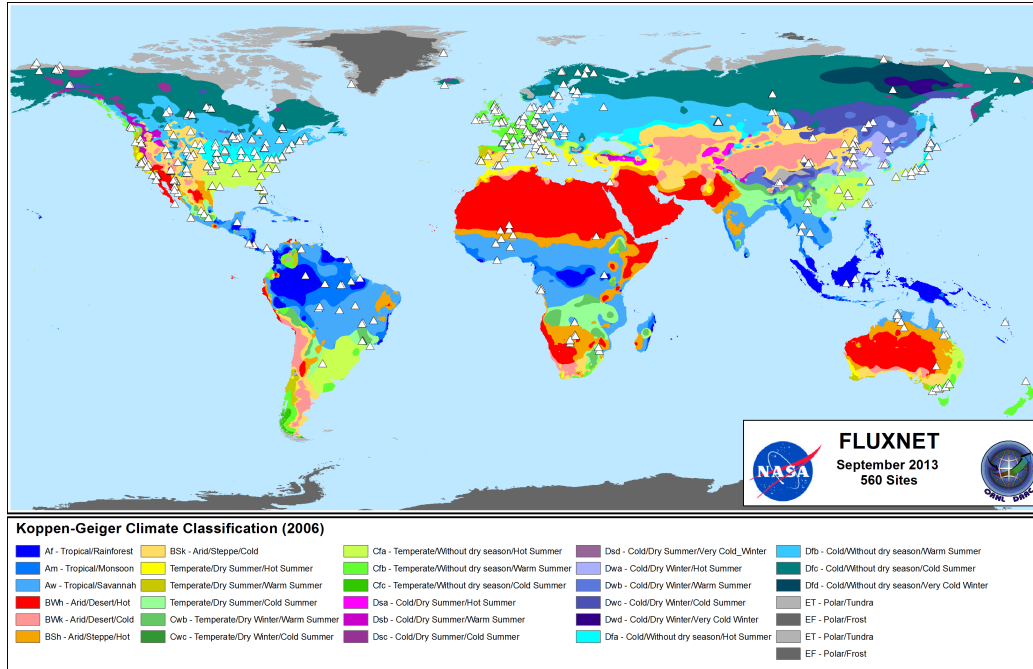 NASA
FLUXNET
September 2013
560 Sites
ORNL DAAC
Koppen-Geiger Climate Classification (2006)
Af - Tropical/Rainforest
Am - Tropical/Monsoon
Aw - Tropical/Savannah
BWh - Arid/Desert/Hot
BWk - Arid/Desert/Cold
BSh - Arid/Steppe/Hot
BSk - Arid/Steppe/Cold
Temperate/Dry Summer/Hot Summer
Temperate/Dry Summer/Warm Summer
Temperate/Dry Summer/Cold Summer
Cwb - Temperate/Dry Winter/Warm Summer
Cwc - Temperate/Dry Winter/Cold Summer
Cfa - Temperate/Without dry season/Hot Summer
Cfb - Temperate/Without dry season/Warm Summer
Cfc - Temperate/Without dry season/Cold Summer
Dsa - Cold/Dry Summer/Hot Summer
Dsb - Cold/Dry Summer/Warm Summer
Dsc - Cold/Dry Summer/Cold Summer
Dsd - Cold/Dry Summer/Very Cold_Winter
Dwa - Cold/Dry Winter/Hot Summer
Dwb - Cold/Dry Winter/Warm Summer
Dwc - Cold/Dry Winter/Cold Summer
Dwd - Cold/Dry Winter/Very Cold Winter
Dfa - Cold/Without dry season/Hot Summer
Dfb - Cold/Without dry season/Warm Summer
Dfc - Cold/Without dry season/Cold Summer
Dfd - Cold/Without dry season/Very Cold Winter
ET - Polar/Tundra
EF - Polar/Frost
ET - Polar/Tundra
EF - Polar/Frost